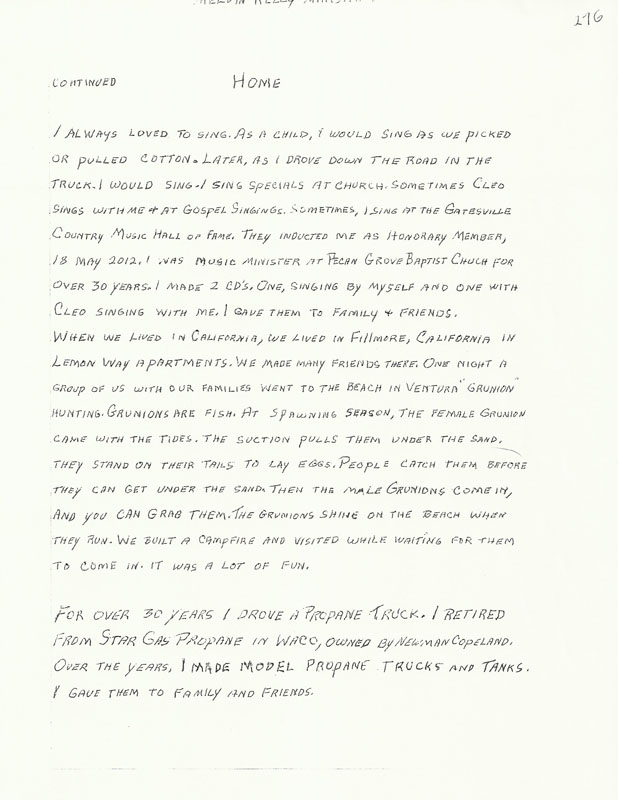 276
CONTINUED HOME
I ALWAYS LOVED TO SING. AS A CHILD, I WOULD SING AS WE PICKED
OR PULLED COTTON. LATER, AS I DROVE DOWN THE ROAD IN THE
TRUCK. I WOULD SING. I SING SPECIALS AT CHURCH. SOMETIMES CLEO
SINGS WITH ME & AT GOSPEL SINGINGS. SOMETIMES, I SING AT THE GATESVILLE
COUNTRY MUSIC HALL OF FAME. THEY INDUCTED ME AS HONORARY MEMBER,
18 MAY 2012. I WAS MUSIC MINISTER AT PECAN GROVE BAPTIST CHUCH FOR
OVER 30 YEARS. I MADE 2 CD'S. ONE, SINGING BY MYSELF AND ONE WITH
CLEO SINGING WITH ME. I GAVE THEM TO FAMILY & FRIENDS.
WHEN WE LIVED IN CALIFORNIA, WE LIVED IN FILLMORE, CALIFORNIA IN
LEMON WAY APARTMENTS. WE MADE MANY FRIENDS THERE. ONE NIGHT A
GROUP OF US WITH OUR FAMILIES WENT TO THE BEACH IN VENTURA "GRUNION"
HUNTING. GRUNIONS ARE FISH. AT SPAWNING SEASON, THE FEMALE GRUNION
CAME WITH THE TIDES. THE SUCTION PULLS THEM UNDER THE SAND.
THEY STAND ON THEIR TAILS TO LAY EGGS. PEOPLE CATCH THEM BEFORE
THEY CAN GET UNDER THE SAND. THEN THE MALE GRUNIONS COME IN,
AND YOU CAN GRAB THEM. THE GRUNIONS SHINE ON THE BEACH WHEN
THEY RUN. WE BUILT A CAMPFIRE AND VISITED WHILE WAITING FOR THEM
TO COME IN. IT WAS A LOT OF FUN.
FOR OVER 30 YEARS I DROVE A PROPANE TRUCK. I RETIRED
FROM STAR GAS PROPANE IN WACO, OWNED BY NEWMAN COPELAND.
OVER THE YEARS, I MADE MODEL PROPANE TRUCKS AND TANKS.
I GAVE THEM TO FAMILY AND FRIENDS.